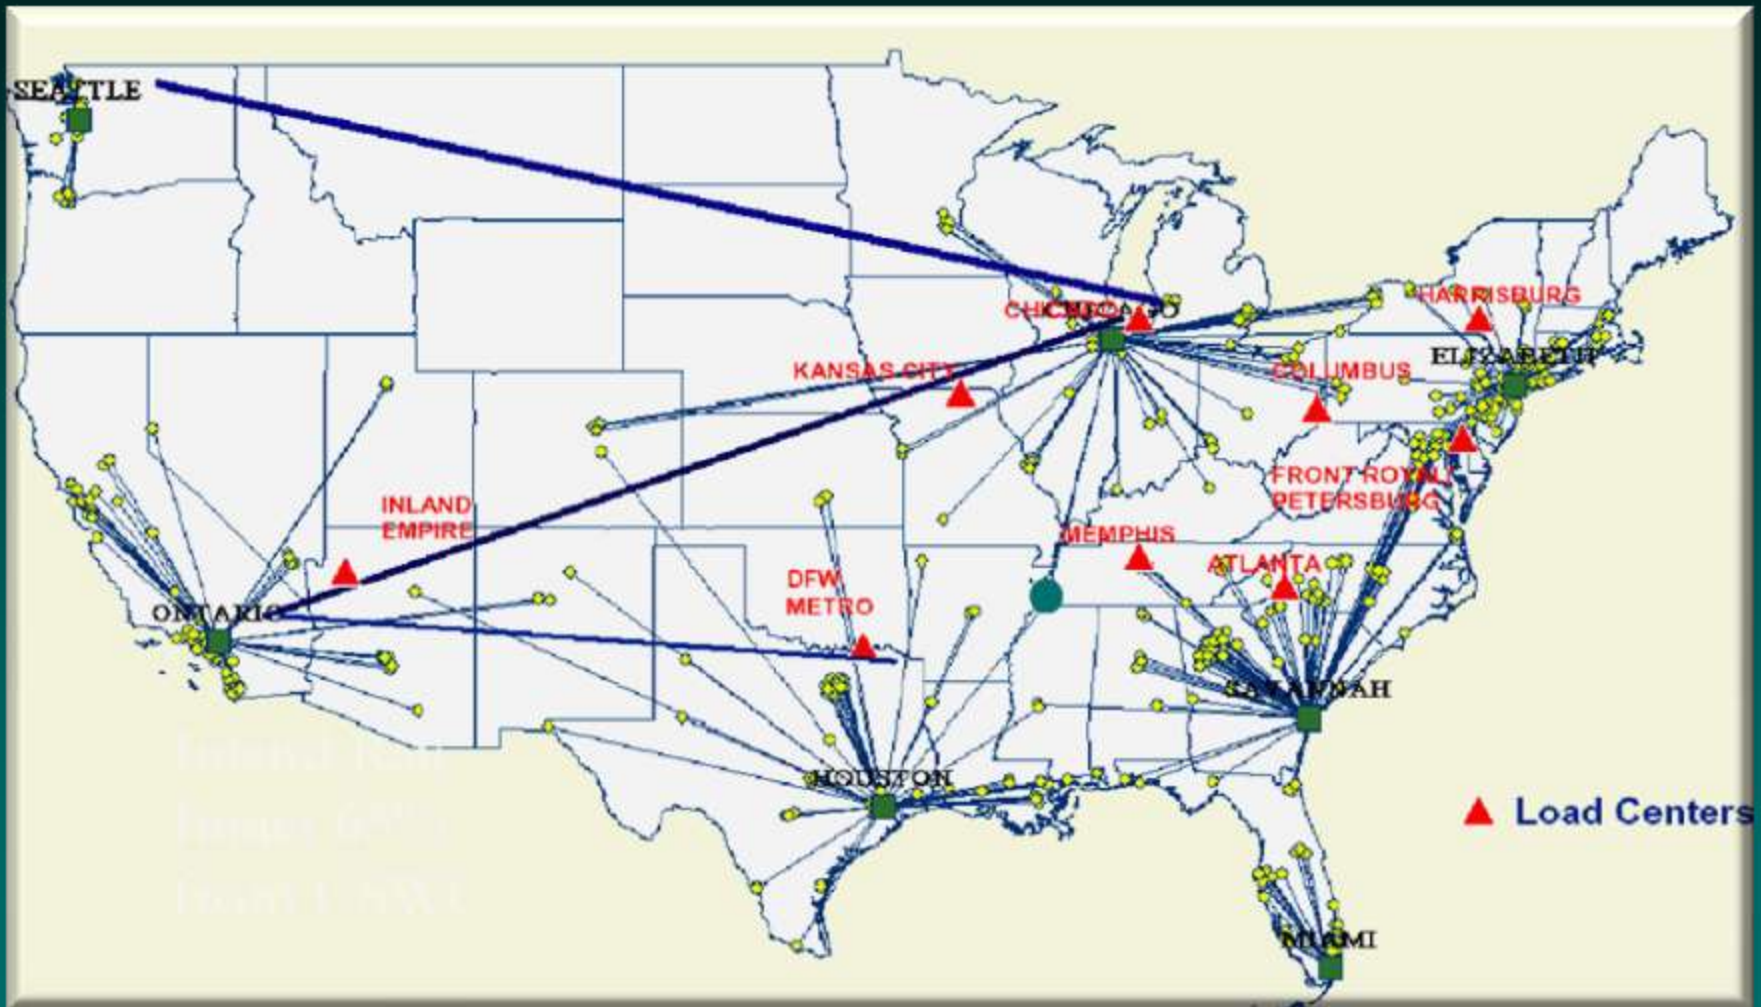 SEATTLE
HARRISBURG
CHICAGO
CHICAGO
ELIZABETH
KANSAS CITY
COLUMBUS
FRONT ROYAL
PETERSBURG
INLAND
EMPIRE
MEMPHIS
ATLANTA
DFW
METRO
ONTARIO
SAVANNAH
HOUSTON
Load Centers
MIAMI